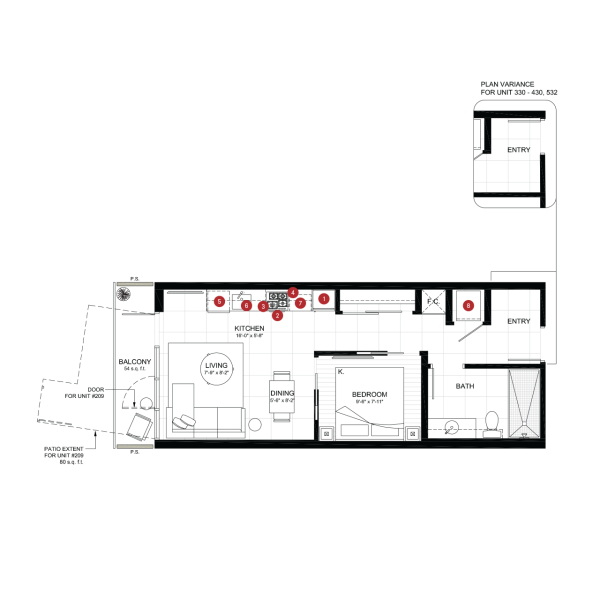 PLAN VARIANCE
FOR UNIT 330 - 430, 532
ENTRY
P.S.
5
6
3
4
2
7
1
F.C.
8
ENTRY
KITCHEN
16'-0" x 5'-6"
BALCONY
54 s.q. f.t.
LIVING
7'-9" x 8'-2"
K.
DOOR
FOR UNIT #209
DINING
5'-6" x 8'-2"
BEDROOM
9'-6" x 7'-11"
BATH
PATIO EXTENT
FOR UNIT #209
80 s.q. f.t.
P.S.